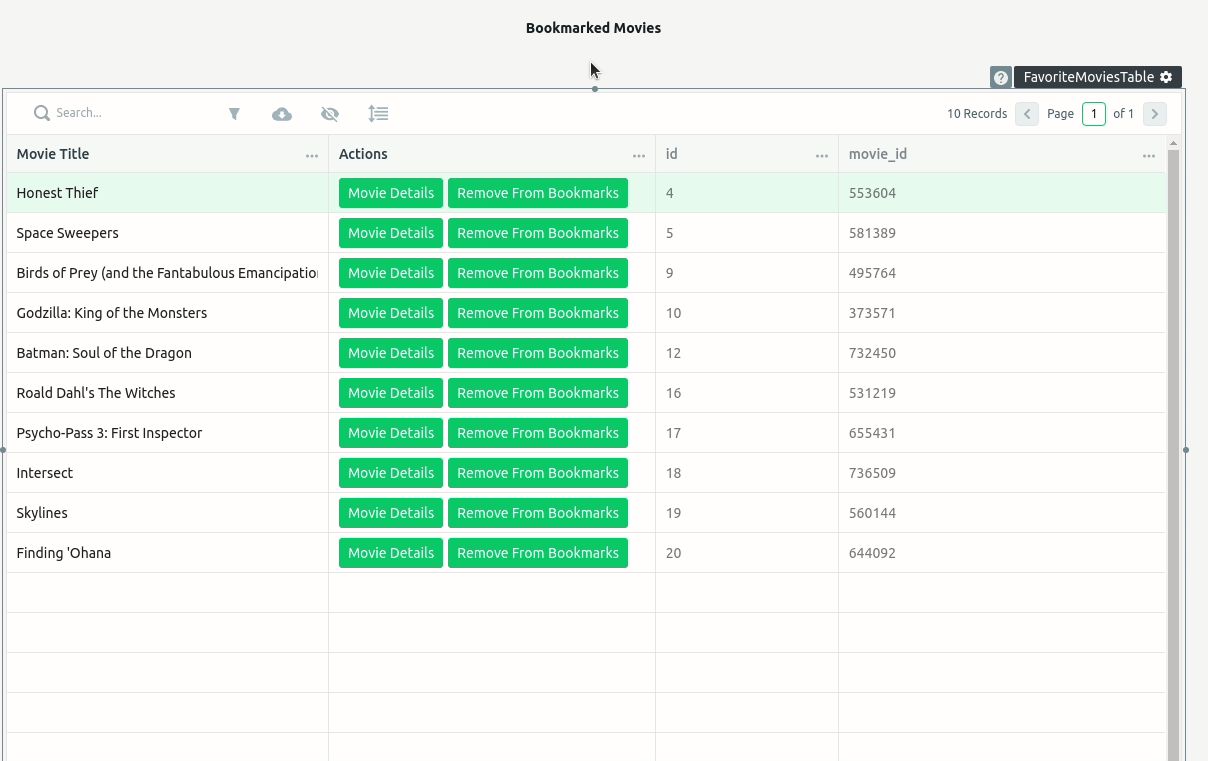 Bookmarked Movies
? FavoriteMoviesTable
Search... 10 Records Page 1 of 1
Movie Title ... Actions ... id ... movie_id ...
Honest Thief Movie Details Remove From Bookmarks 4 553604
Space Sweepers Movie Details Remove From Bookmarks 5 581389
Birds of Prey (and the Fantabulous Emancipatio Movie Details Remove From Bookmarks 9 495764
Godzilla: King of the Monsters Movie Details Remove From Bookmarks 10 373571
Batman: Soul of the Dragon Movie Details Remove From Bookmarks 12 732450
Roald Dahl's The Witches Movie Details Remove From Bookmarks 16 531219
Psycho-Pass 3: First Inspector Movie Details Remove From Bookmarks 17 655431
Intersect Movie Details Remove From Bookmarks 18 736509
Skylines Movie Details Remove From Bookmarks 19 560144
Finding 'Ohana Movie Details Remove From Bookmarks 20 644092